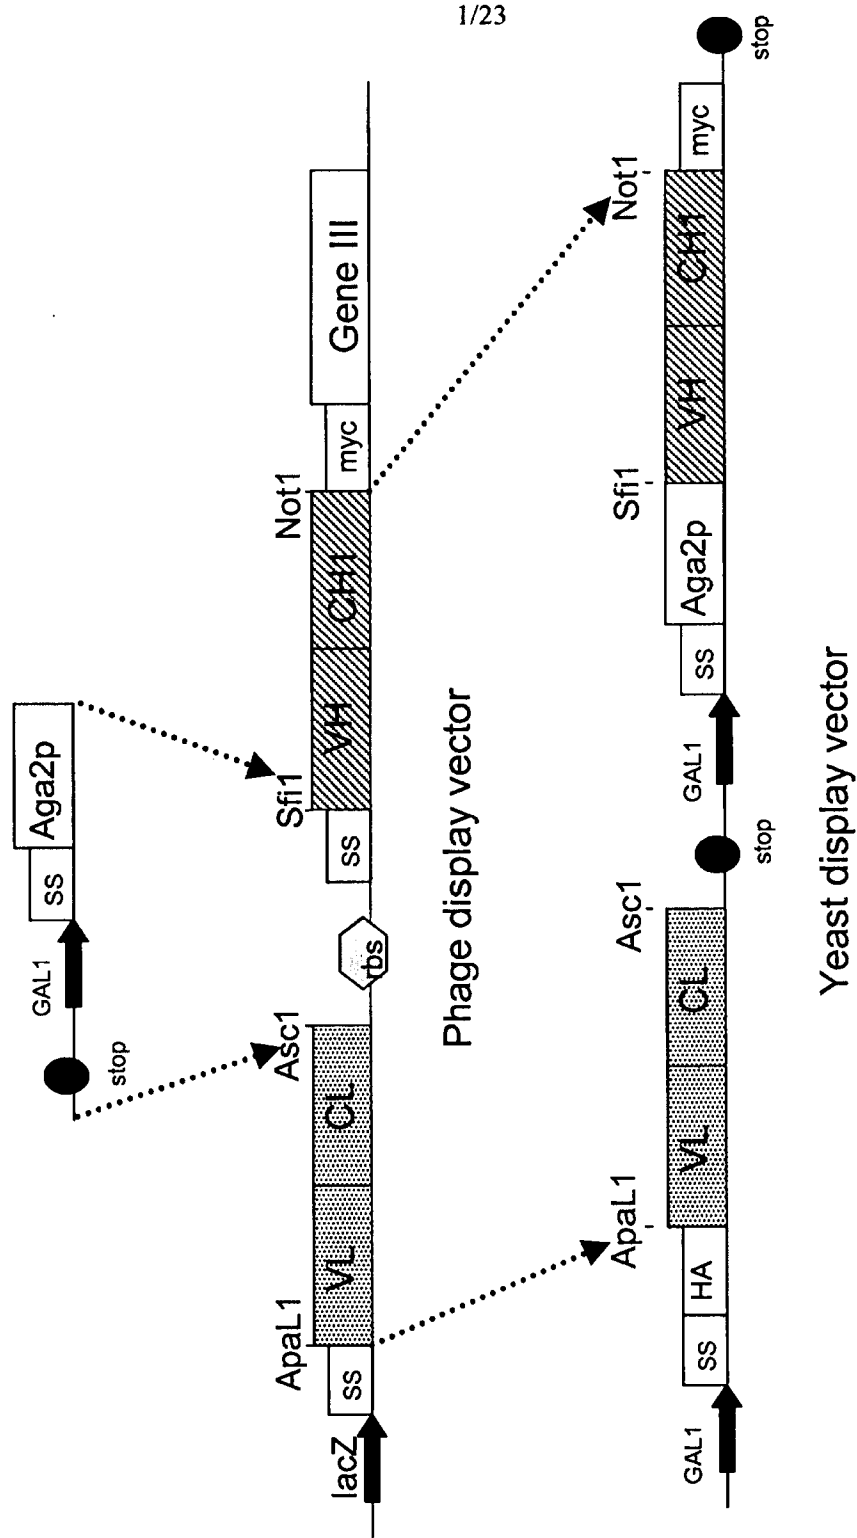 1/23
stop
GAL1
ss
Aga2p
lacZ
ss
ApaL1
VL
CL
Asc1
rbs
ss
Sfi1
VH
CH1
Not1
myc
Gene III
Phage display vector
GAL1
ss
HA
ApaL1
VL
CL
Asc1
stop
GAL1
ss
Aga2p
Sfi1
VH
CH1
Not1
myc
stop
Yeast display vector